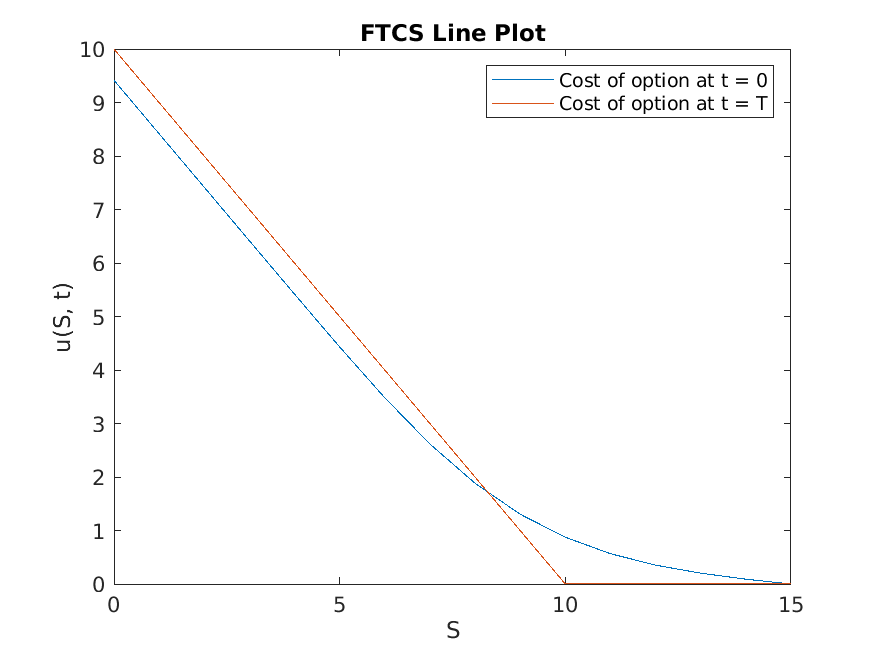 FTCS Line Plot
Cost of option at t = 0
Cost of option at t = T
u(S, t)
10
9
8
7
6
5
4
3
2
1
0
0 5 10 15
S